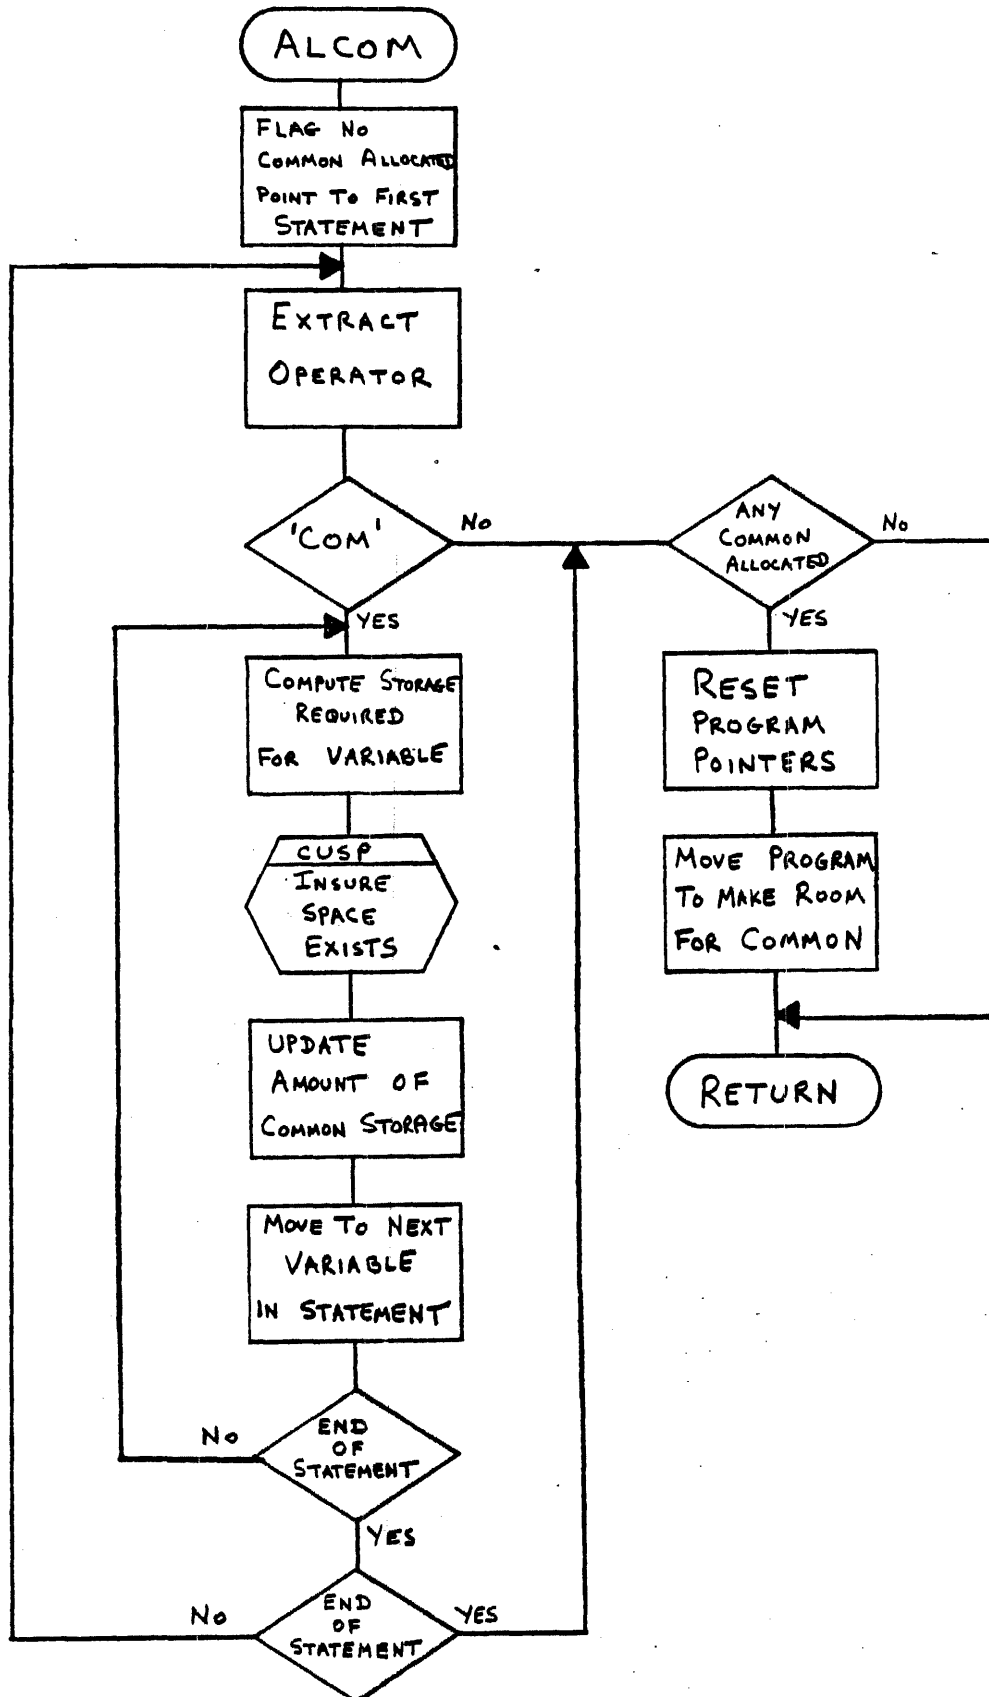 ALCOM
FLAG NO
COMMON ALLOCATED
POINT TO FIRST
STATEMENT
EXTRACT
OPERATOR
'COM'
NO
YES
COMPUTE STORAGE
REQUIRED
FOR VARIABLE
CUSP
INSURE
SPACE
EXISTS
UPDATE
AMOUNT OF
COMMON STORAGE
MOVE TO NEXT
VARIABLE
IN STATEMENT
END
OF
STATEMENT
NO
YES
END
OF
STATEMENT
NO
YES
ANY
COMMON
ALLOCATED
NO
YES
RESET
PROGRAM
POINTERS
MOVE PROGRAM
TO MAKE ROOM
FOR COMMON
RETURN